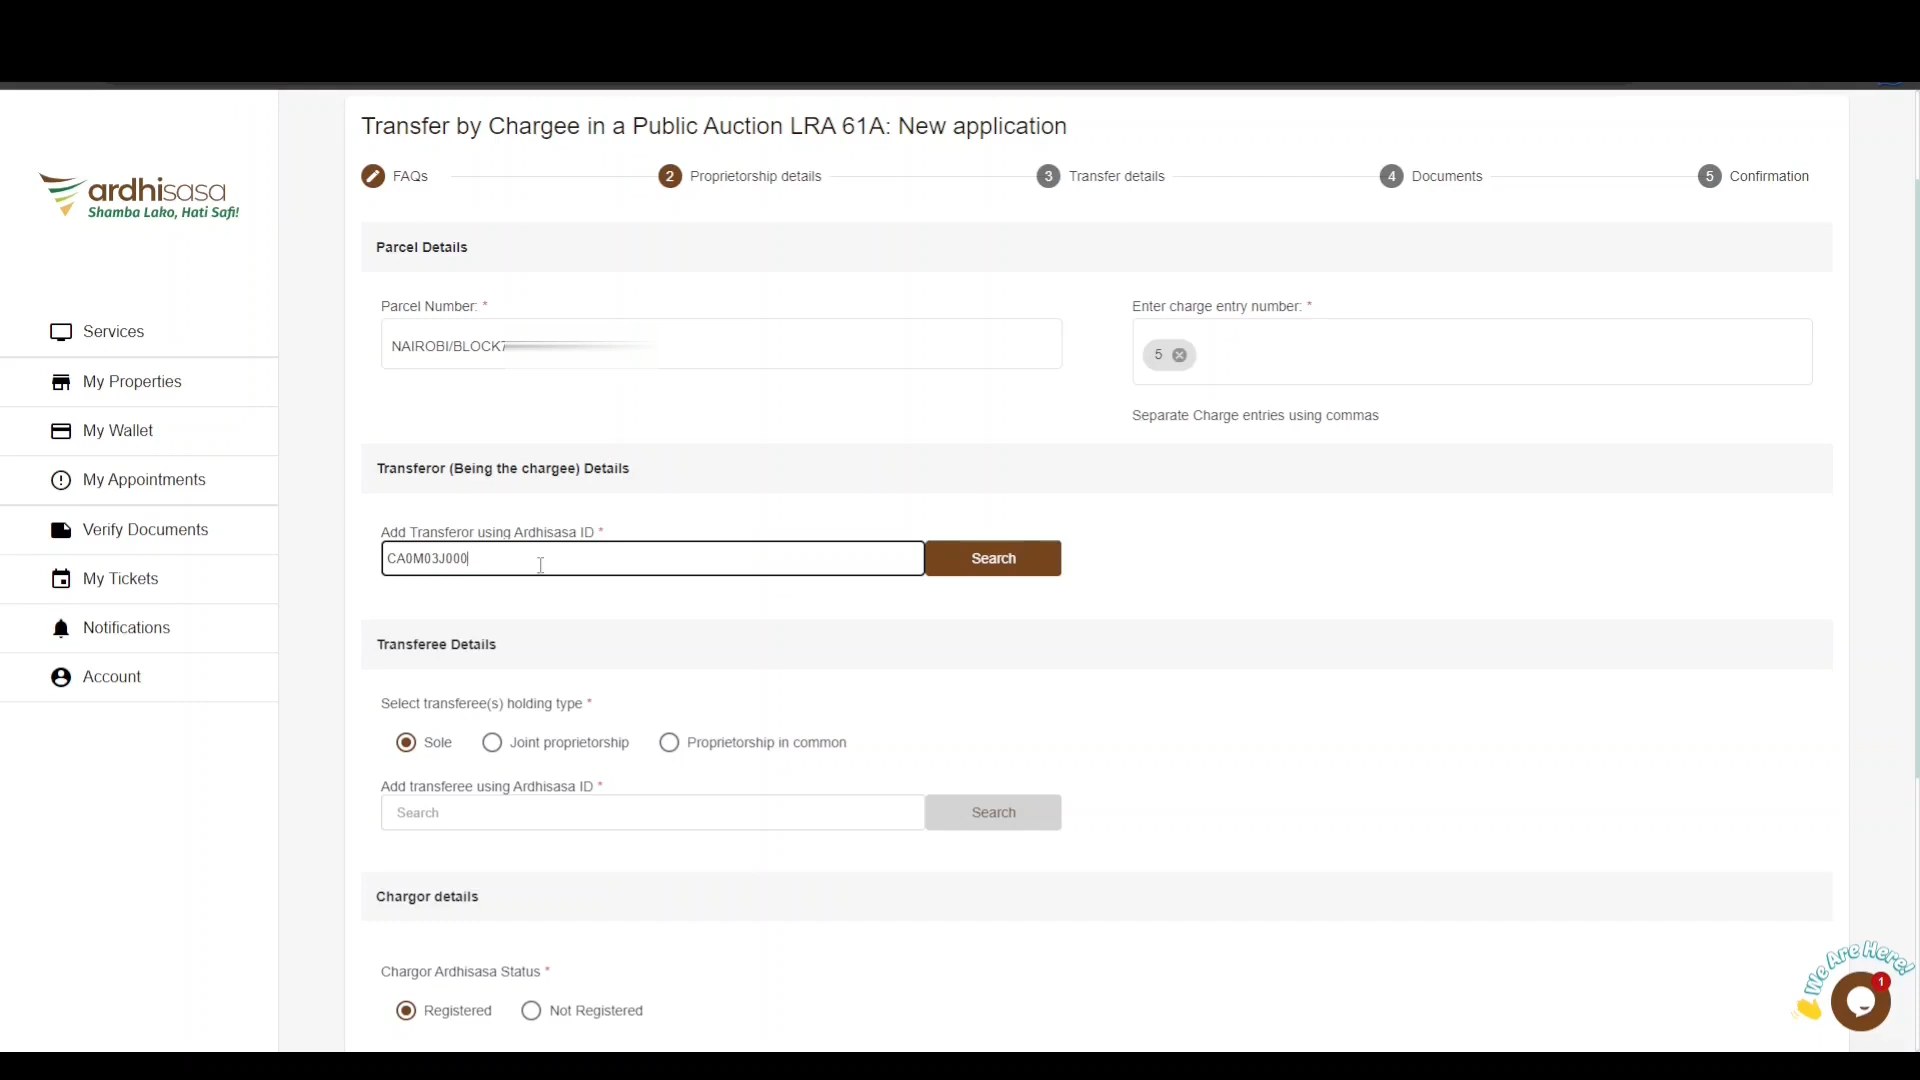 Transfer by Chargee in a Public Auction LRA 61A: New application
FAQs
2 Proprietorship details
3 Transfer details
4 Documents
5 Confirmation
ardhisasa
Shamba Lako, Hati Safi!
Services
My Properties
My Wallet
My Appointments
Verify Documents
My Tickets
Notifications
Account
Parcel Details
Parcel Number: *
NAIROBI/BLOCK7
Enter charge entry number: *
5
Separate Charge entries using commas
Transferor (Being the chargee) Details
Add Transferor using Ardhisasa ID *
CA0M03J000
Search
Transferee Details
Select transferee(s) holding type *
Sole
Joint proprietorship
Proprietorship in common
Add transferee using Ardhisasa ID *
Search
Search
Chargor details
Chargor Ardhisasa Status *
Registered
Not Registered
We Are Here!
1